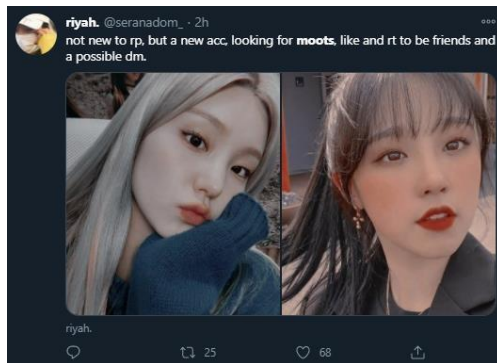 riyah. @seranadom_ · 2h
not new to rp, but a new acc, looking for moots, like and rt to be friends and
a possible dm.
riyah.
25 68